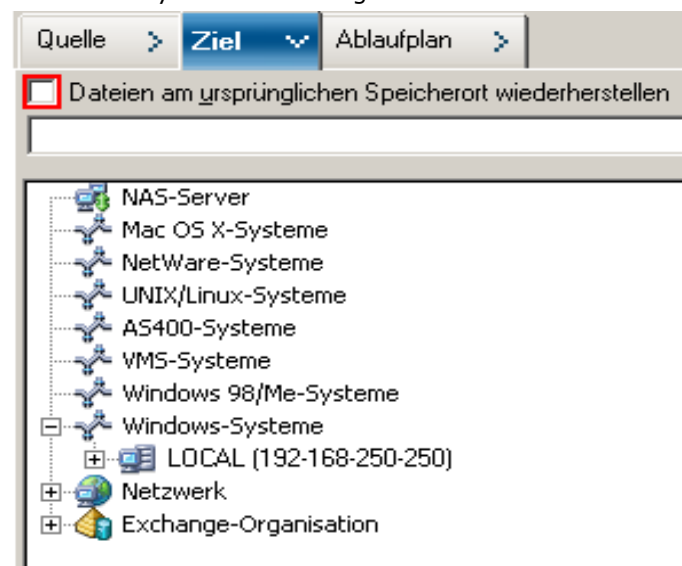 Quelle > Ziel Ablaufplan >
Dateien am ursprünglichen Speicherort wiederherstellen
NAS-Server
Mac OS X-Systeme
NetWare-Systeme
UNIX/Linux-Systeme
AS400-Systeme
VMS-Systeme
Windows 98/Me-Systeme
Windows-Systeme
LOCAL (192-168-250-250)
Netzwerk
Exchange-Organisation